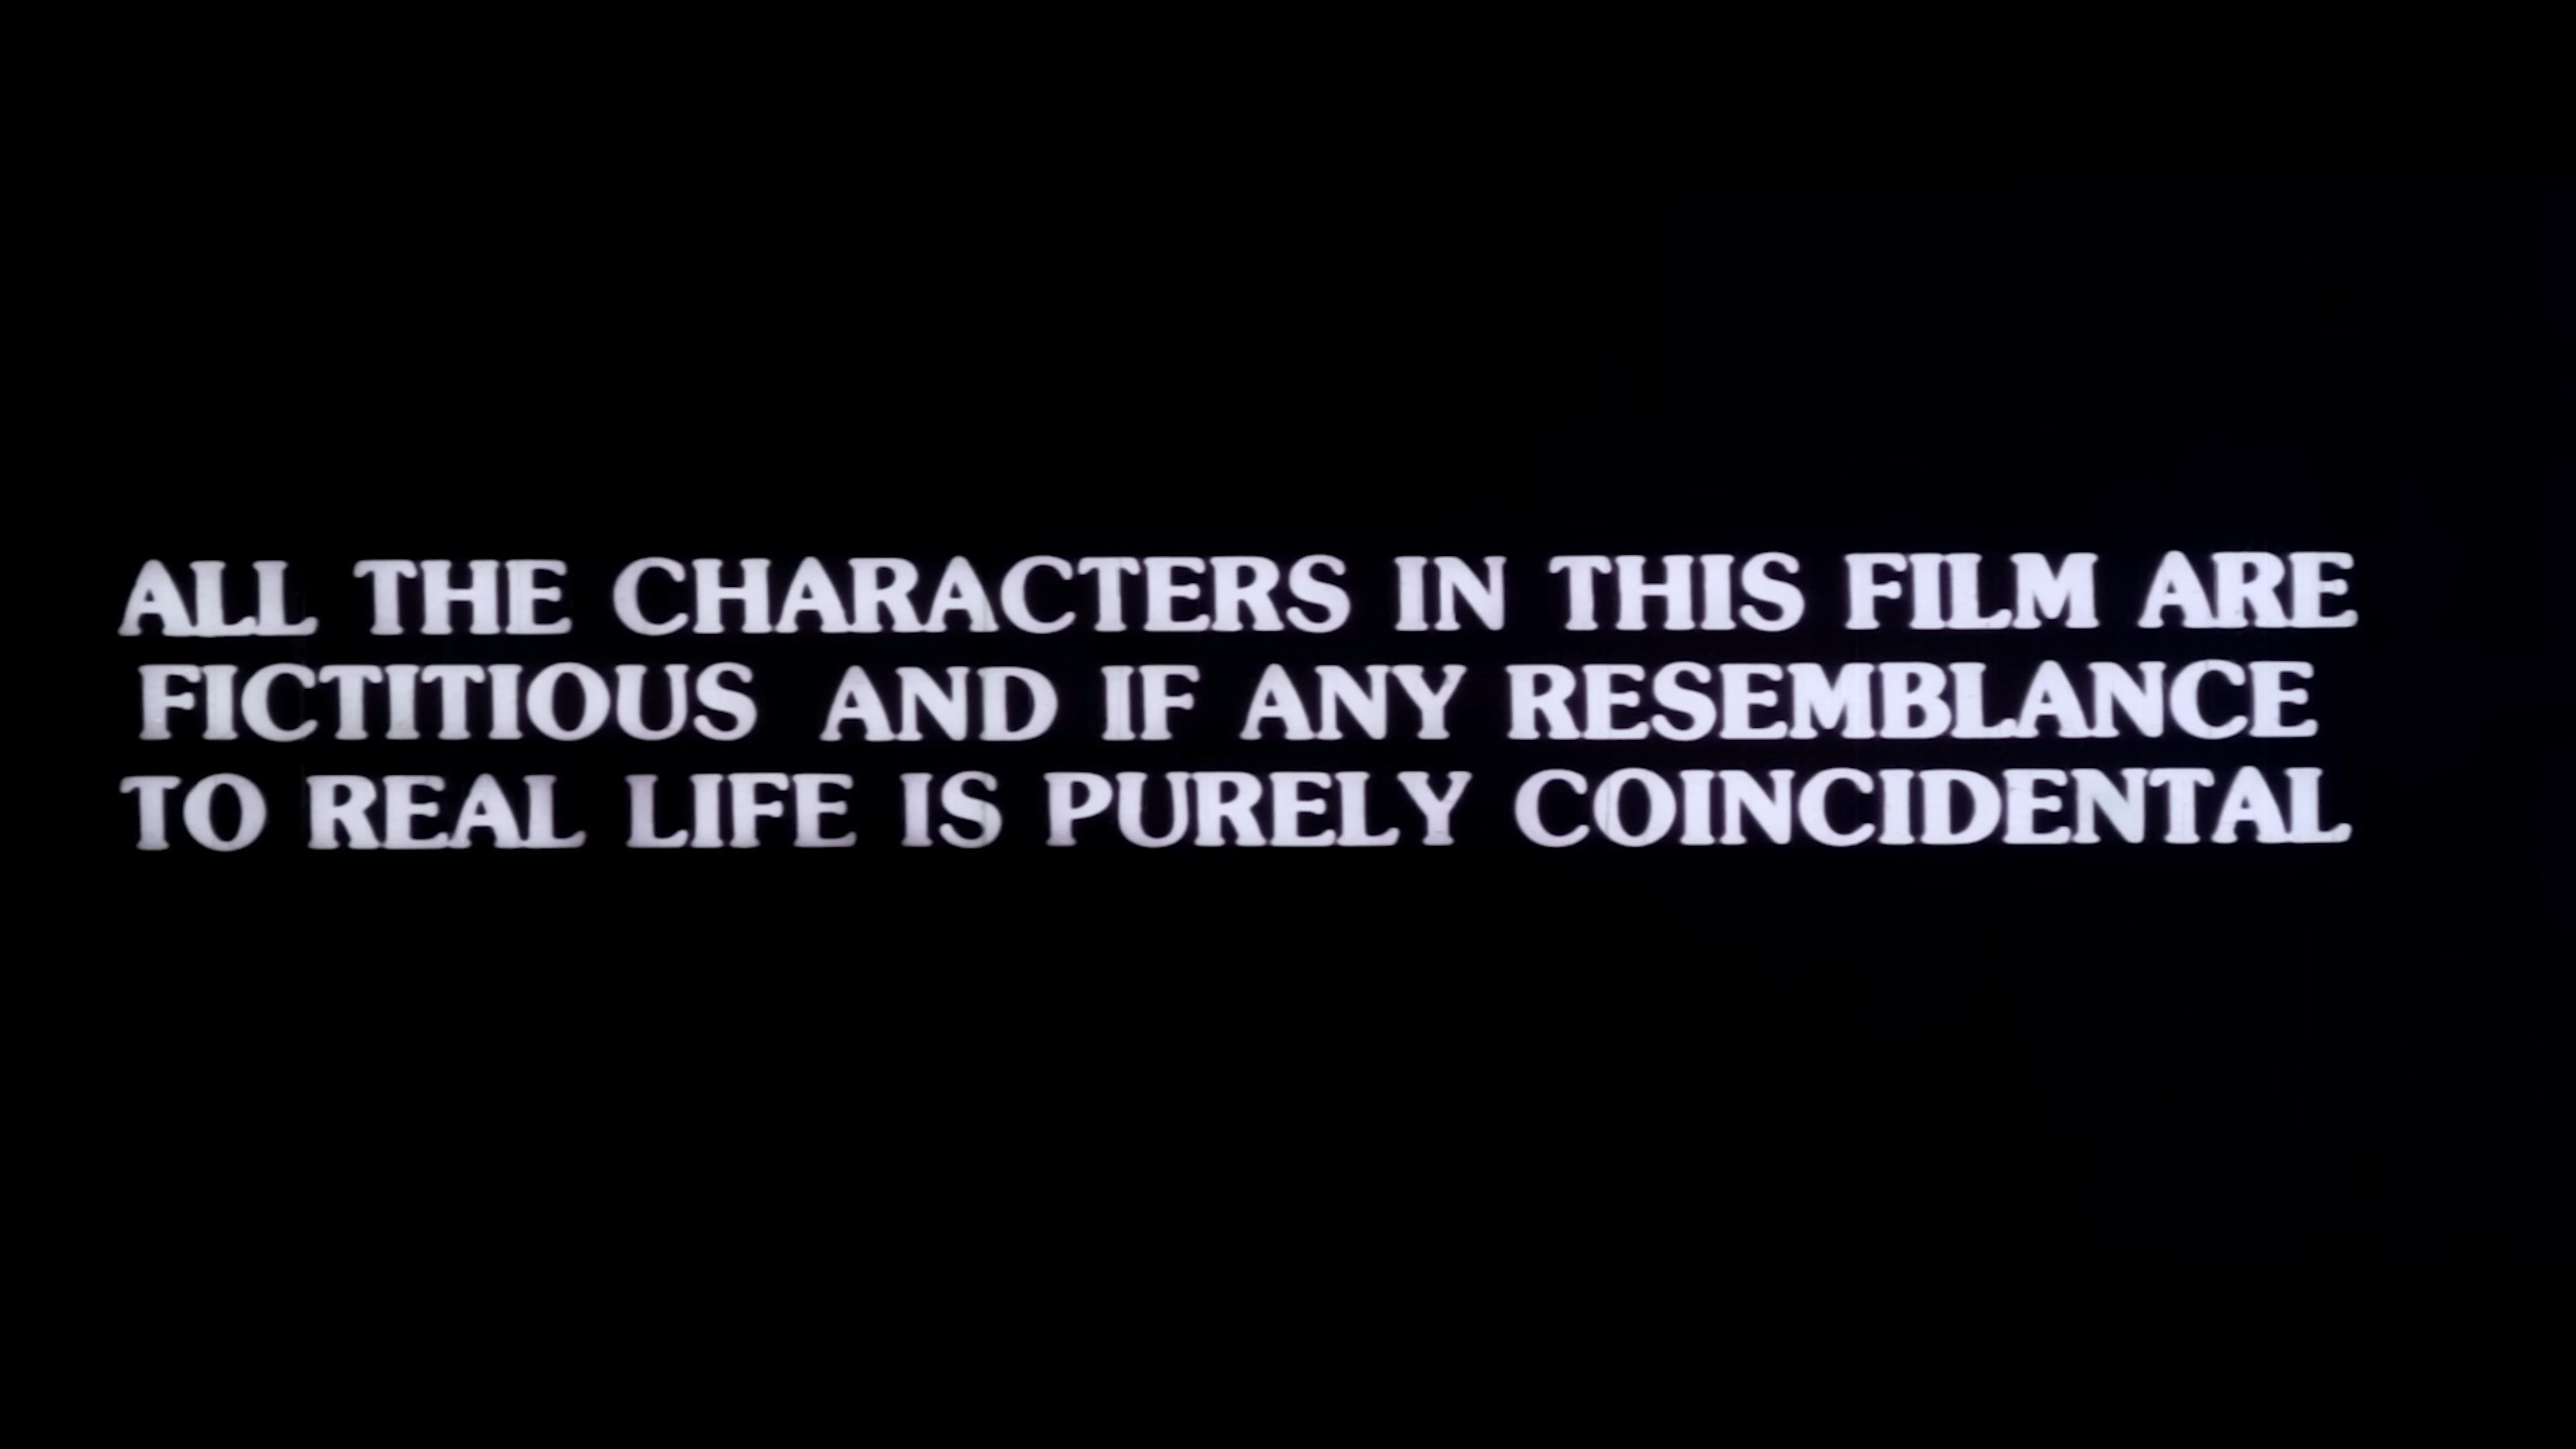 ALL THE CHARACTERS IN THIS FILM ARE
FICTITIOUS AND IF ANY RESEMBLANCE
TO REAL LIFE IS PURELY COINCIDENTAL